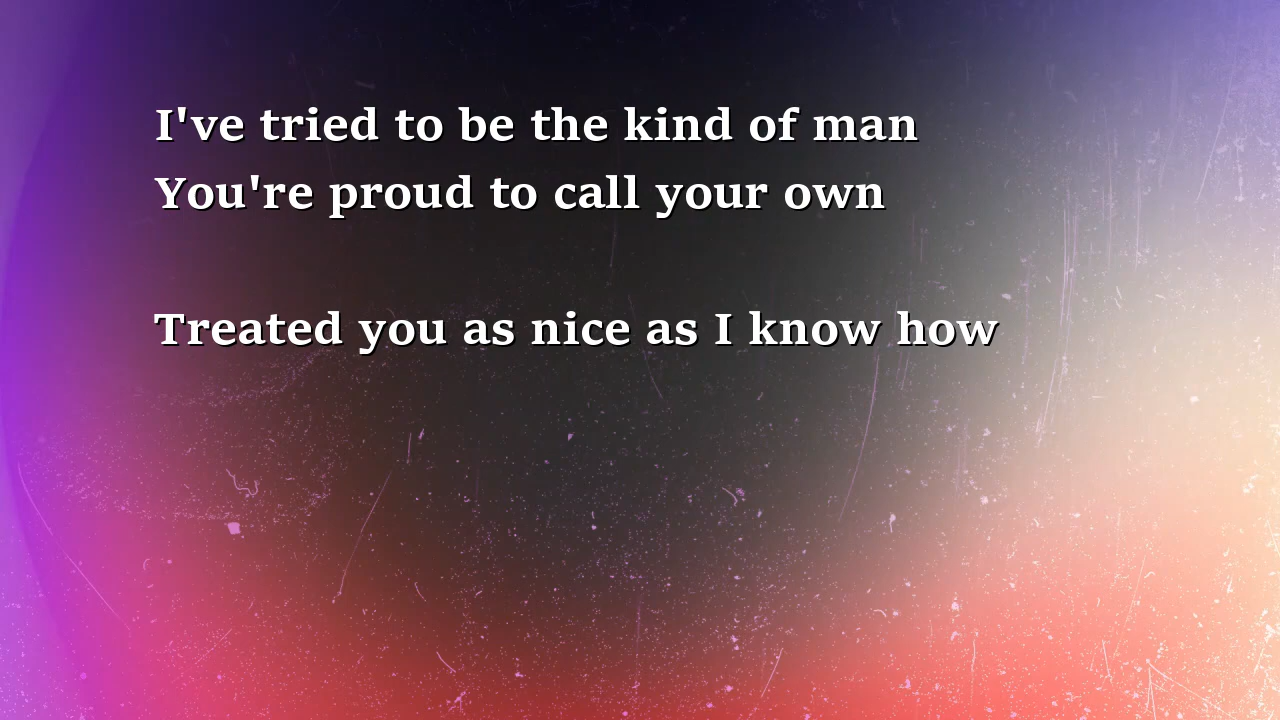 I've tried to be the kind of man
You're proud to call your own
Treated you as nice as I know how